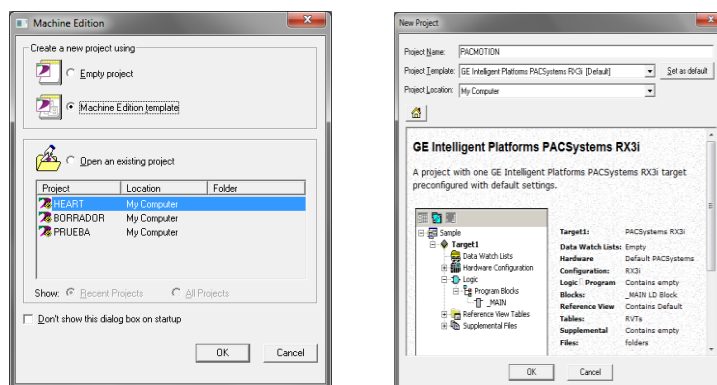 Machine Edition
Create a new project using
Empty project
Machine Edition template
Open an existing project
Project Location Folder
HEART My Computer
BORRADOR My Computer
PRUEBA My Computer
Show: Recent Projects All Projects
Don't show this dialog box on startup
OK Cancel
New Project
Project Name: PACMOTION
Project Template: GE Intelligent Platforms PACSystems RX3i [Default] Set as default
Project Location: My Computer
GE Intelligent Platforms PACSystems RX3i
A project with one GE Intelligent Platforms PACSystems RX3i target
preconfigured with default settings.
Sample
Target1
Data Watch Lists
Hardware Configuration
Logic
Program Blocks
_MAIN
Reference View Tables
Supplemental Files
Target1: PACSystems RX3i
Data Watch Lists: Empty
Hardware Default PACSystems
Configuration: RX3i
Logic Program Contains empty
Blocks: _MAIN LD Block
Reference View Contains Default
Tables: RVTs
Supplemental Contains empty
Files: folders
OK Cancel